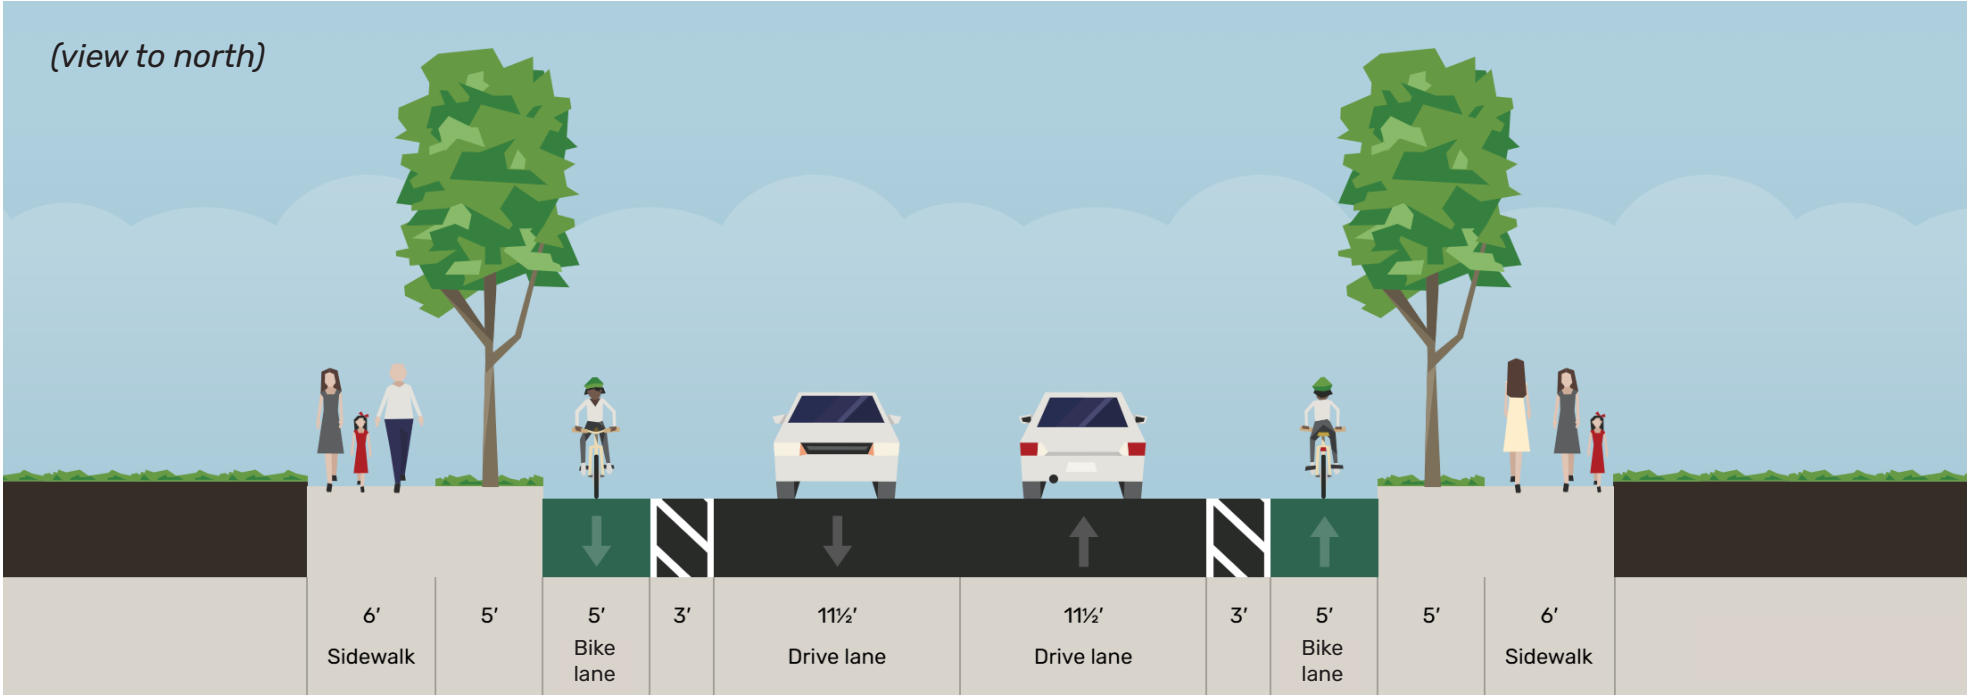 (view to north)
6′ 5′ 5′ 3′ 11½′ 11½′ 3′ 5′ 5′ 6′
Sidewalk Bike lane Drive lane Drive lane Bike lane Sidewalk